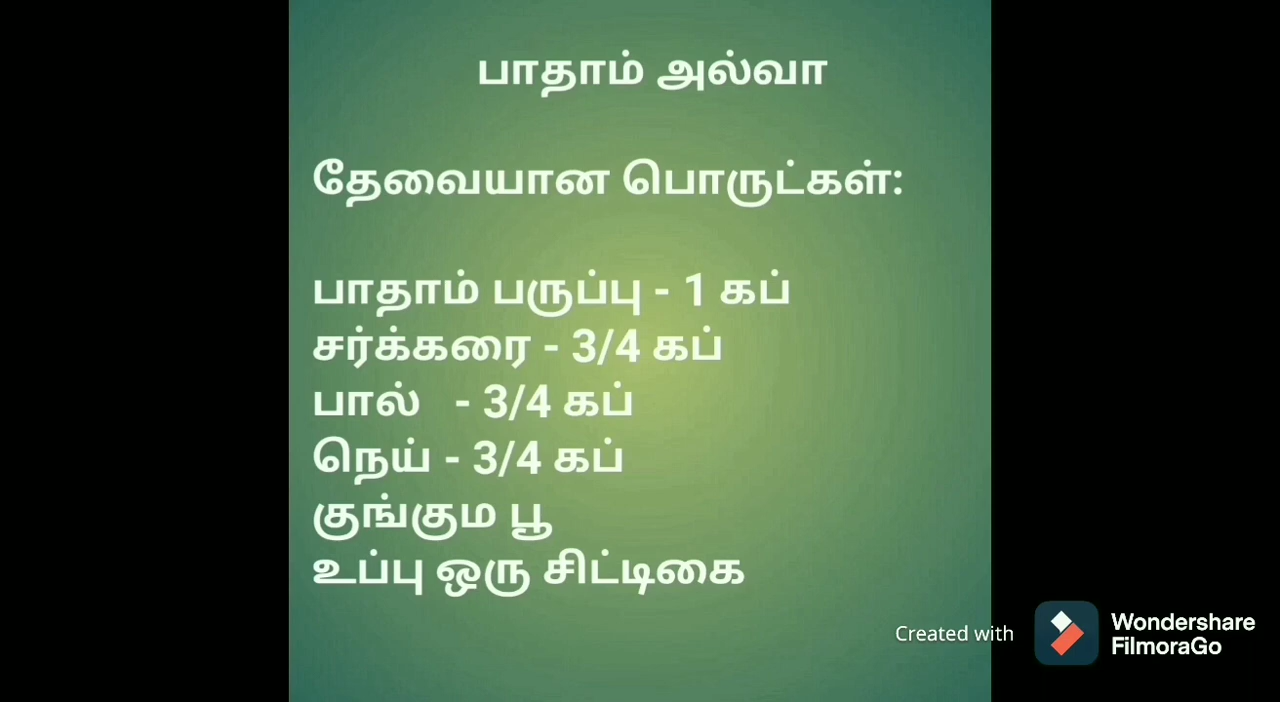 பாதாம் அல்வா
தேவையான பொருட்கள்:
பாதாம் பருப்பு - 1 கப்
சர்க்கரை - 3/4 கப்
பால் - 3/4 கப்
நெய் - 3/4 கப்
குங்கும பூ
உப்பு ஒரு சிட்டிகை
Created with
Wondershare
FilmoraGo